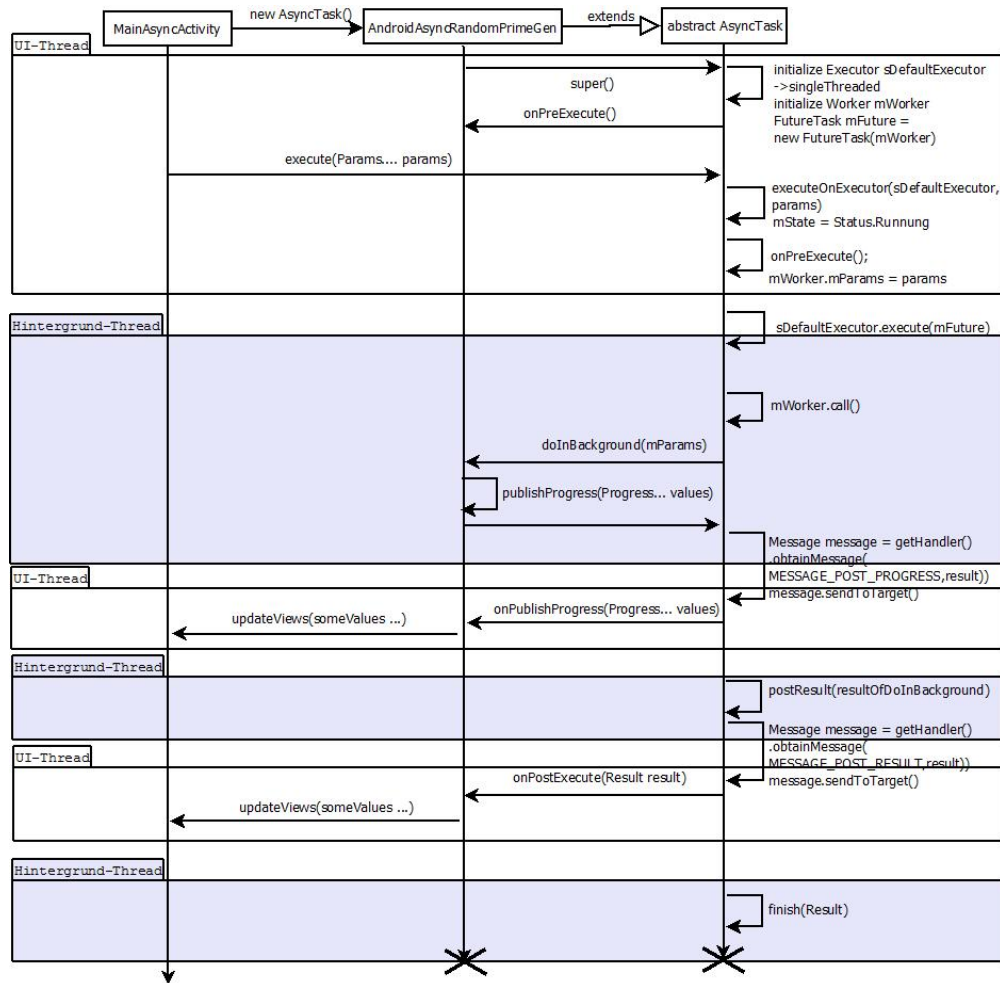 new AsyncTask()
extends
MainAsyncActivity
AndroidAsyncRandomPrimeGen
abstract AsyncTask
UI-Thread
super()
initialize Executor sDefaultExecutor
->singleThreaded
initialize Worker mWorker
FutureTask mFuture =
new FutureTask(mWorker)
onPreExecute()
execute(Params.... params)
executeOnExecutor(sDefaultExecutor,
params)
mState = Status.Runnung
onPreExecute();
mWorker.mParams = params
Hintergrund-Thread
sDefaultExecutor.execute(mFuture)
mWorker.call()
doInBackground(mParams)
publishProgress(Progress... values)
Message message = getHandler()
.obtainMessage(
MESSAGE_POST_PROGRESS,result))
message.sendToTarget()
UI-Thread
onPublishProgress(Progress... values)
updateViews(someValues ...)
Hintergrund-Thread
postResult(resultOfDoInBackground)
Message message = getHandler()
.obtainMessage(
MESSAGE_POST_RESULT,result))
message.sendToTarget()
UI-Thread
onPostExecute(Result result)
updateViews(someValues ...)
Hintergrund-Thread
finish(Result)